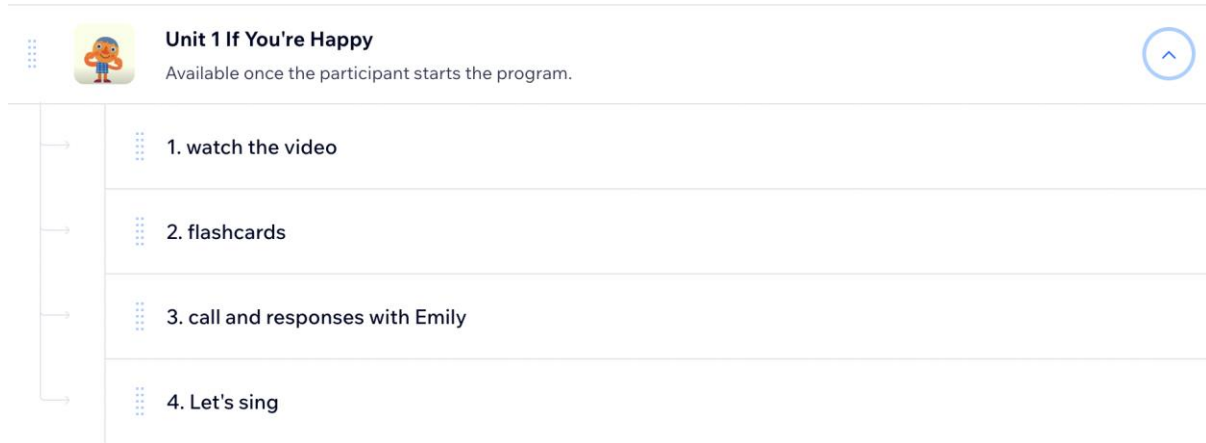 Unit 1 If You're Happy
Available once the participant starts the program.
1. watch the video
2. flashcards
3. call and responses with Emily
4. Let's sing